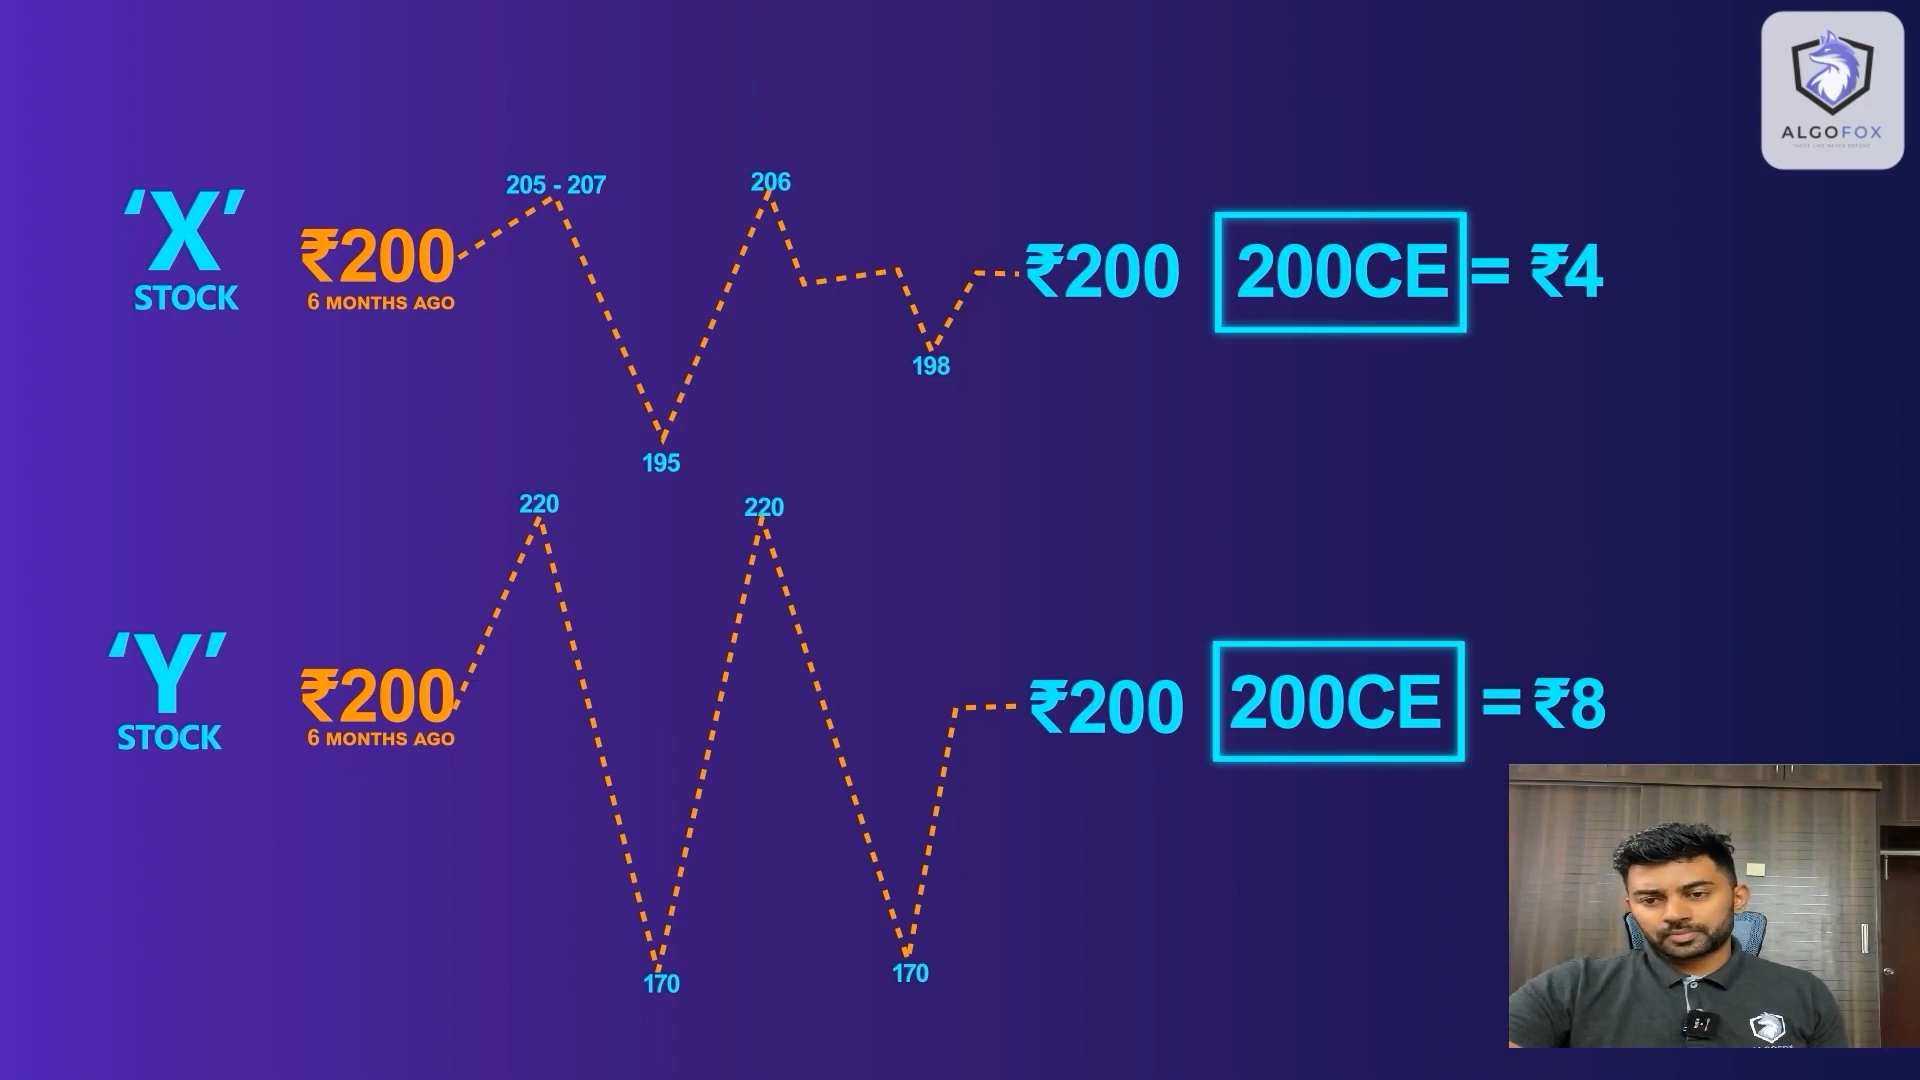 ALGOFOX
205 - 207
206
'X'
STOCK
₹200
6 MONTHS AGO
₹200
200CE
= ₹4
198
195
220
220
'Y'
STOCK
₹200
6 MONTHS AGO
₹200
200CE
= ₹8
170
170